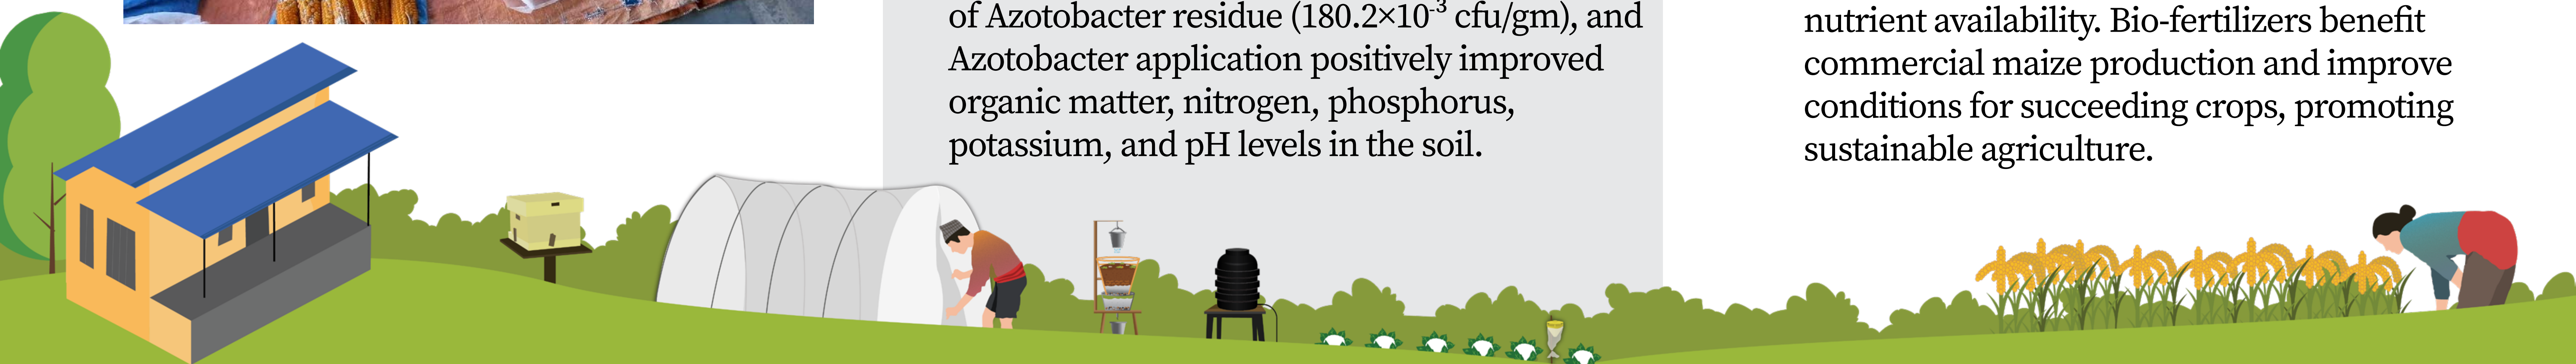 of Azotobacter residue (180.2×10⁻³ cfu/gm), and
Azotobacter application positively improved
organic matter, nitrogen, phosphorus,
potassium, and pH levels in the soil.
nutrient availability. Bio-fertilizers benefit
commercial maize production and improve
conditions for succeeding crops, promoting
sustainable agriculture.